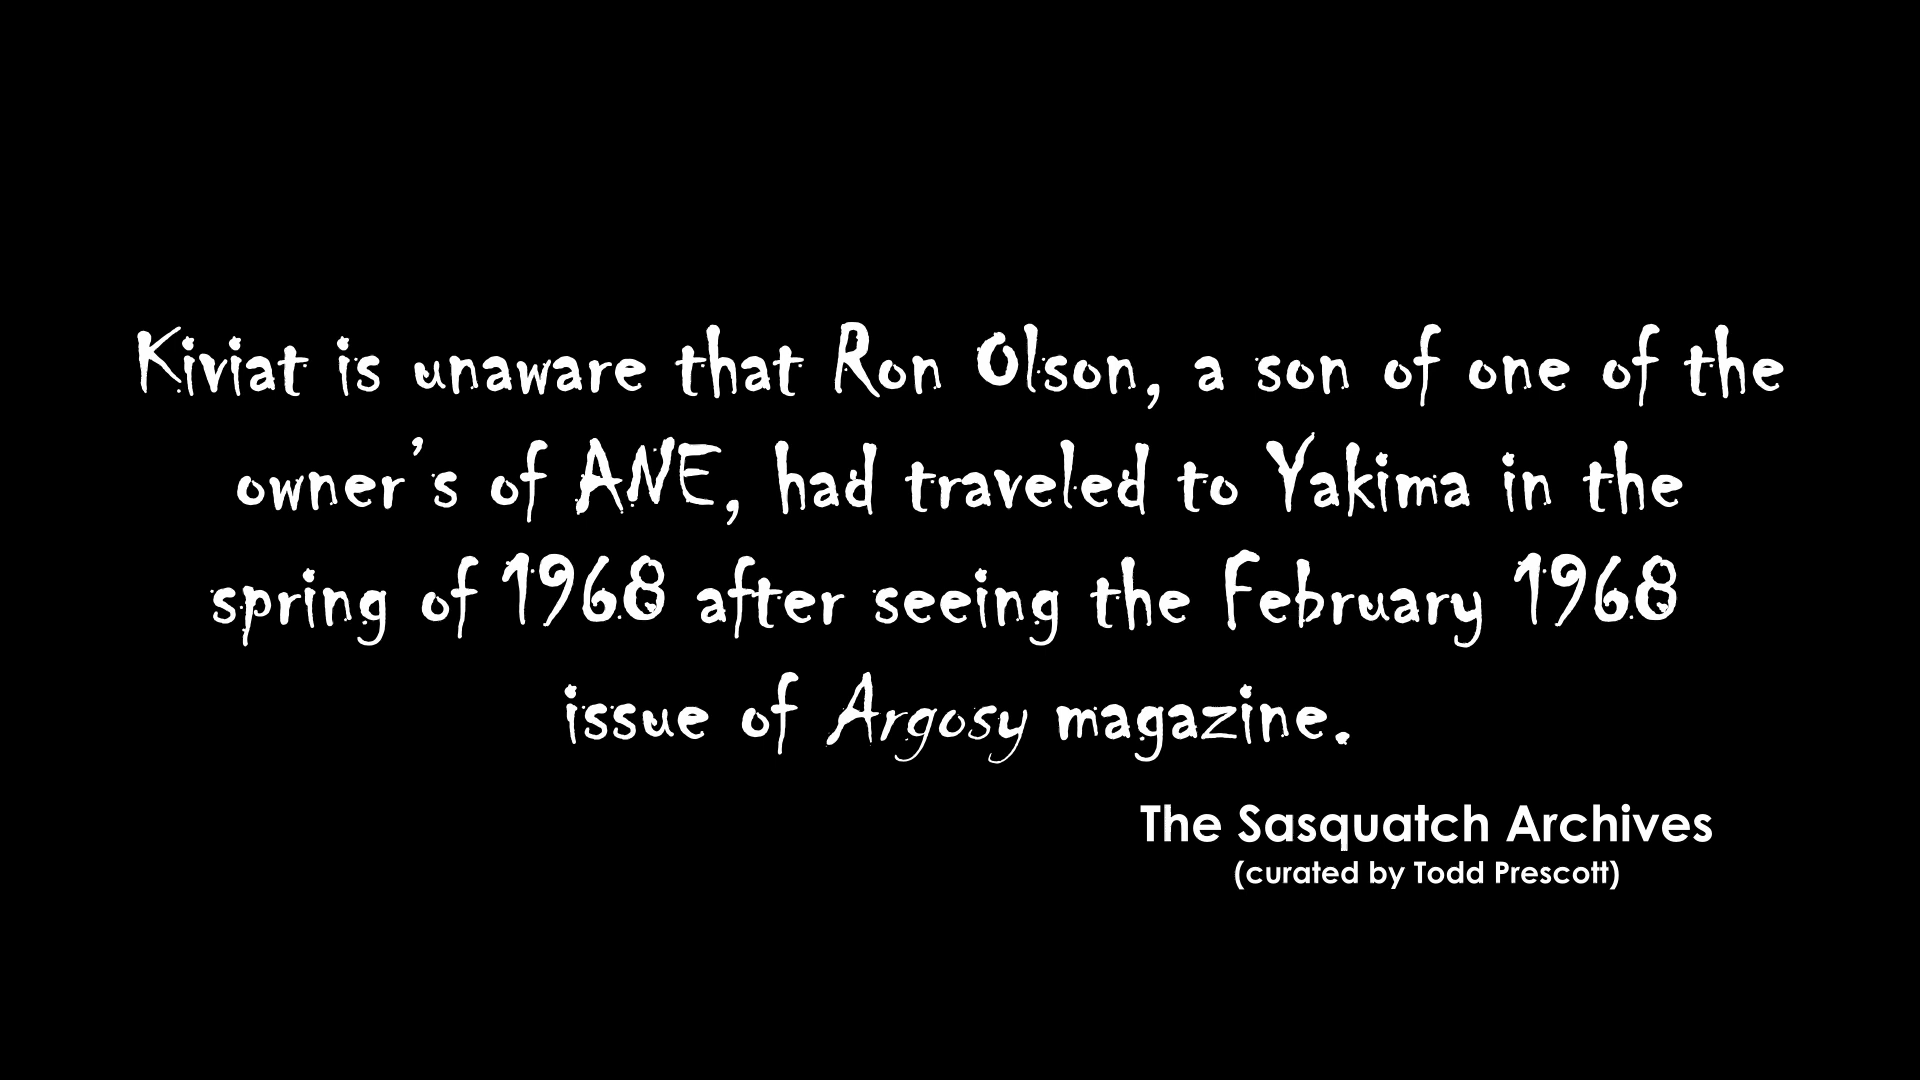 Kiviat is unaware that Ron Olson, a son of one of the
owner's of ANE, had traveled to Yakima in the
spring of 1968 after seeing the February 1968
issue of Argosy magazine.
The Sasquatch Archives
(curated by Todd Prescott)